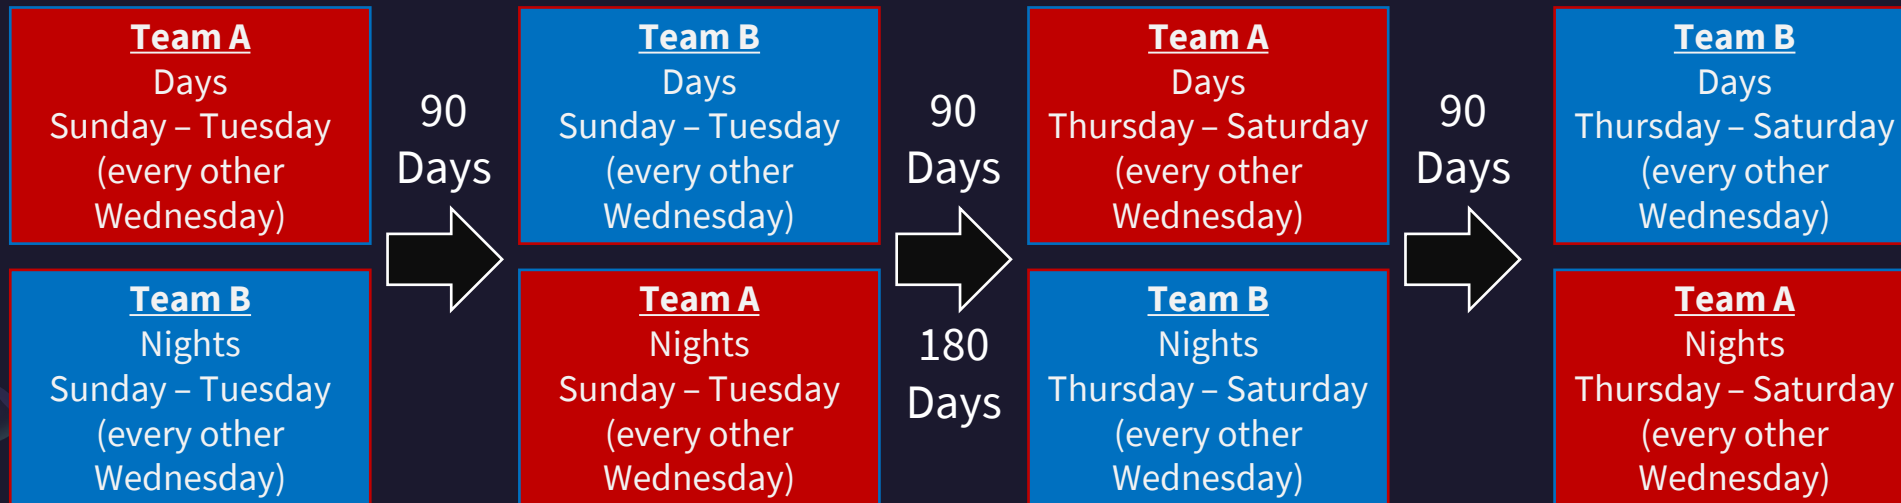 Team A
Days
Sunday – Tuesday
(every other
Wednesday)
Team B
Nights
Sunday – Tuesday
(every other
Wednesday)
90
Days
Team B
Days
Sunday – Tuesday
(every other
Wednesday)
Team A
Nights
Sunday – Tuesday
(every other
Wednesday)
90
Days
180
Days
Team A
Days
Thursday – Saturday
(every other
Wednesday)
Team B
Nights
Thursday – Saturday
(every other
Wednesday)
90
Days
Team B
Days
Thursday – Saturday
(every other
Wednesday)
Team A
Nights
Thursday – Saturday
(every other
Wednesday)